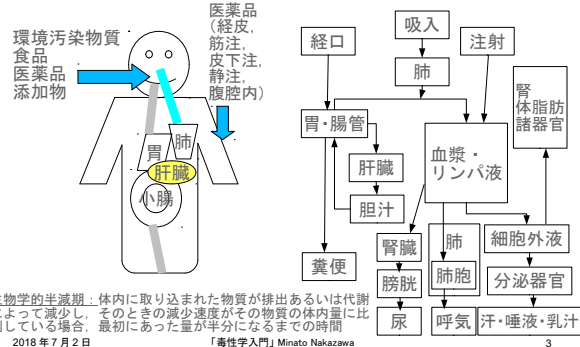 環境汚染物質
食品
医薬品
添加物
医薬品
(経皮,
筋注,
皮下注,
静注,
腹腔内)
胃
肺
肝臓
小腸
経口
吸入
注射
肺
胃・腸管
肝臓
胆汁
糞便
血漿・
リンパ液
腎
体脂肪
諸器官
腎臓
膀胱
尿
肺
肺胞
呼気
細胞外液
分泌器官
汗・唾液・乳汁
物学的半減期：体内に取り込まれた物質が排出あるいは代謝
よって減少し，そのときの減少速度がその物質の体内量に比
している場合，最初にあった量が半分になるまでの時間
2018年7月2日
「毒性学入門」Minato Nakazawa
3